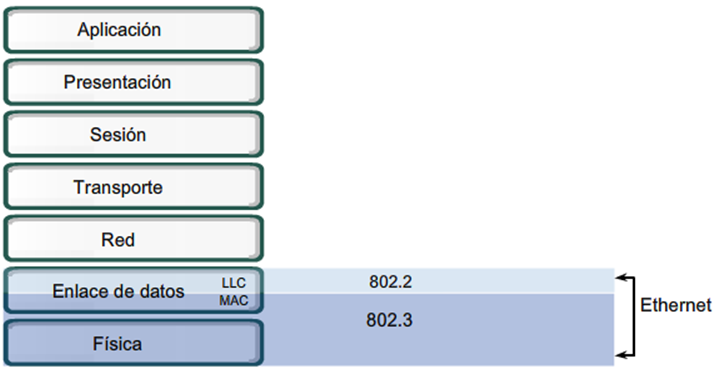 Aplicación
Presentación
Sesión
Transporte
Red
Enlace de datos
LLC
MAC
802.2
802.3
Ethernet
Física